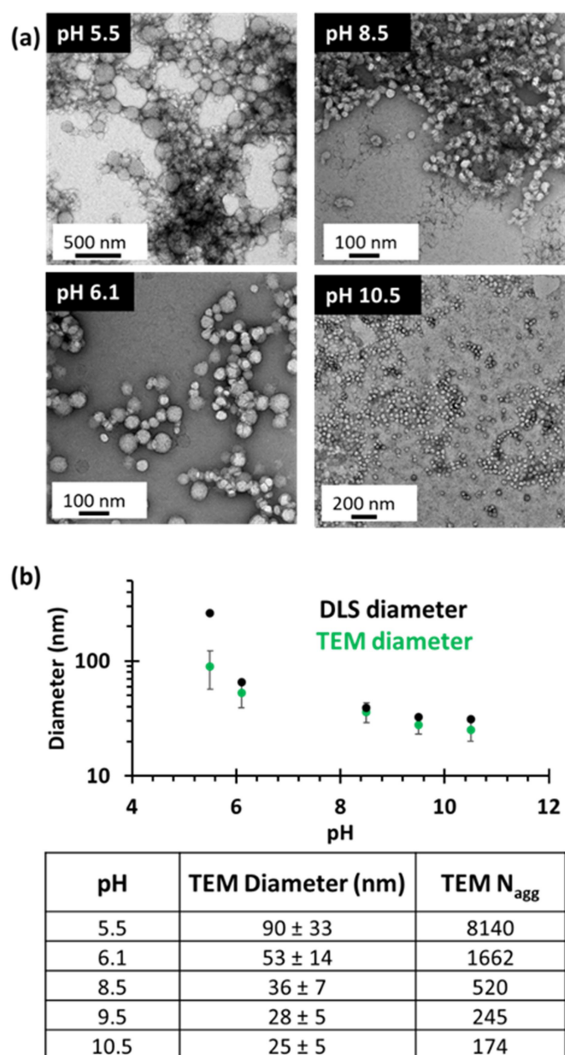 (a)
pH 5.5
500 nm
pH 8.5
100 nm
pH 6.1
100 nm
pH 10.5
200 nm
(b)
Diameter (nm)
100
10
DLS diameter
TEM diameter
4 6 8 10 12
pH
pH TEM Diameter (nm) TEM Nagg
5.5 90 ± 33 8140
6.1 53 ± 14 1662
8.5 36 ± 7 520
9.5 28 ± 5 245
10.5 25 ± 5 174